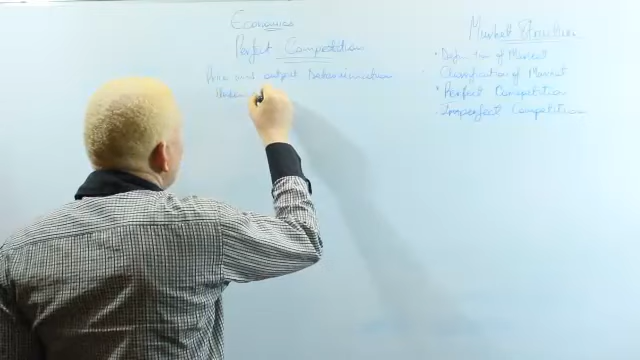 Economics
Perfect Competition
Price and output Determination
Under
Market Structure
• Definition of Market
Classification of Market
• Perfect Competition
• Imperfect Competition